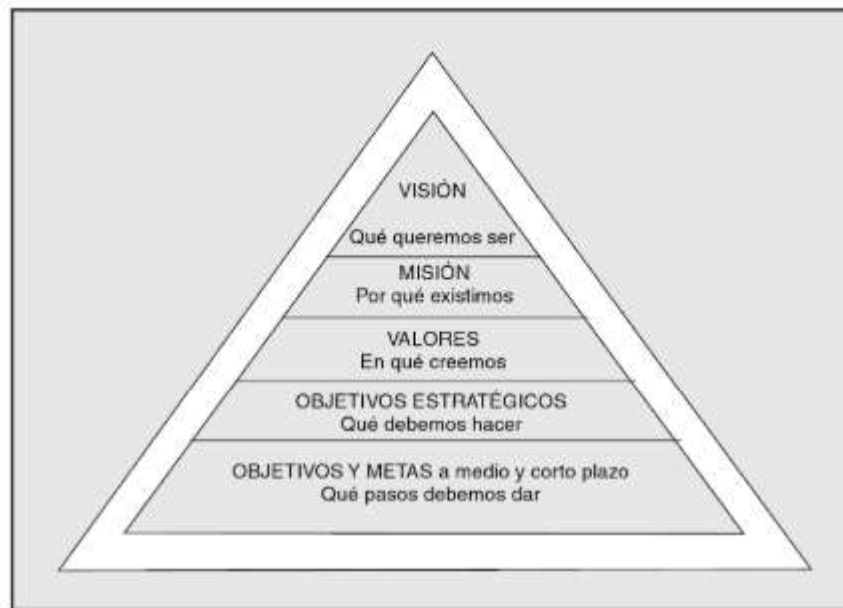 VISIÓN
Qué queremos ser
MISIÓN
Por qué existimos
VALORES
En qué creemos
OBJETIVOS ESTRATÉGICOS
Qué debemos hacer
OBJETIVOS Y METAS a medio y corto plazo
Qué pasos debemos dar